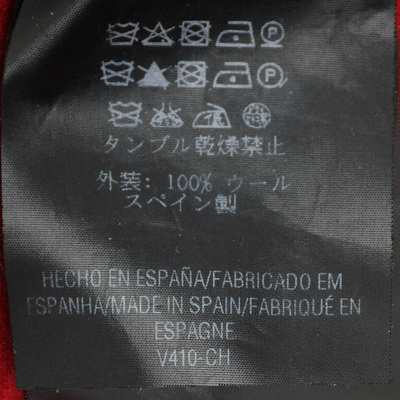 タンブル乾燥禁止
外装: 100% ウール
スペイン製
HECHO EN ESPAÑA/FABRICADO EM
ESPANHA/MADE IN SPAIN/FABRIQUÉ EN
ESPAGNE
V410-CH